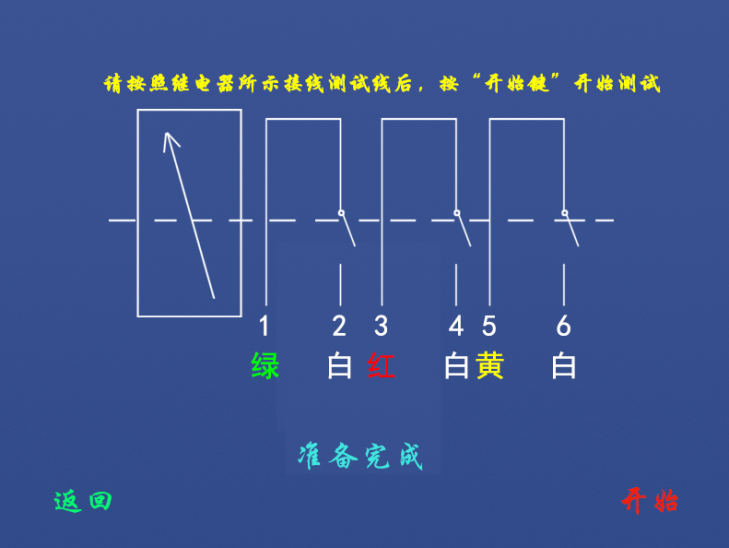 请按照继电器所示接线测试线后，按“开始键”开始测试
1 2 3 4 5 6
绿 白 红 白 黄 白
准备完成
返回 开始